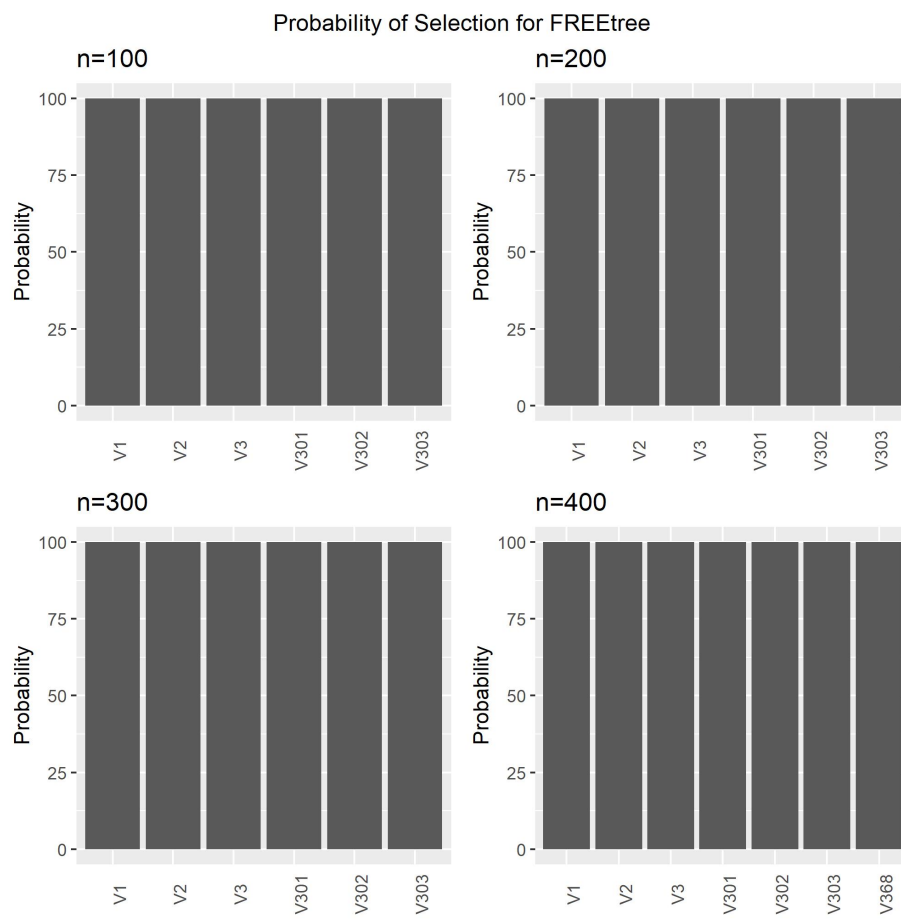 Probability of Selection for FREEtree
n=100
100
75
50
25
0
Probability
V1
V2
V3
V301
V302
V303
n=200
100
75
50
25
0
Probability
V1
V2
V3
V301
V302
V303
n=300
100
75
50
25
0
Probability
V1
V2
V3
V301
V302
V303
n=400
100
75
50
25
0
Probability
V1
V2
V3
V301
V302
V303
V368